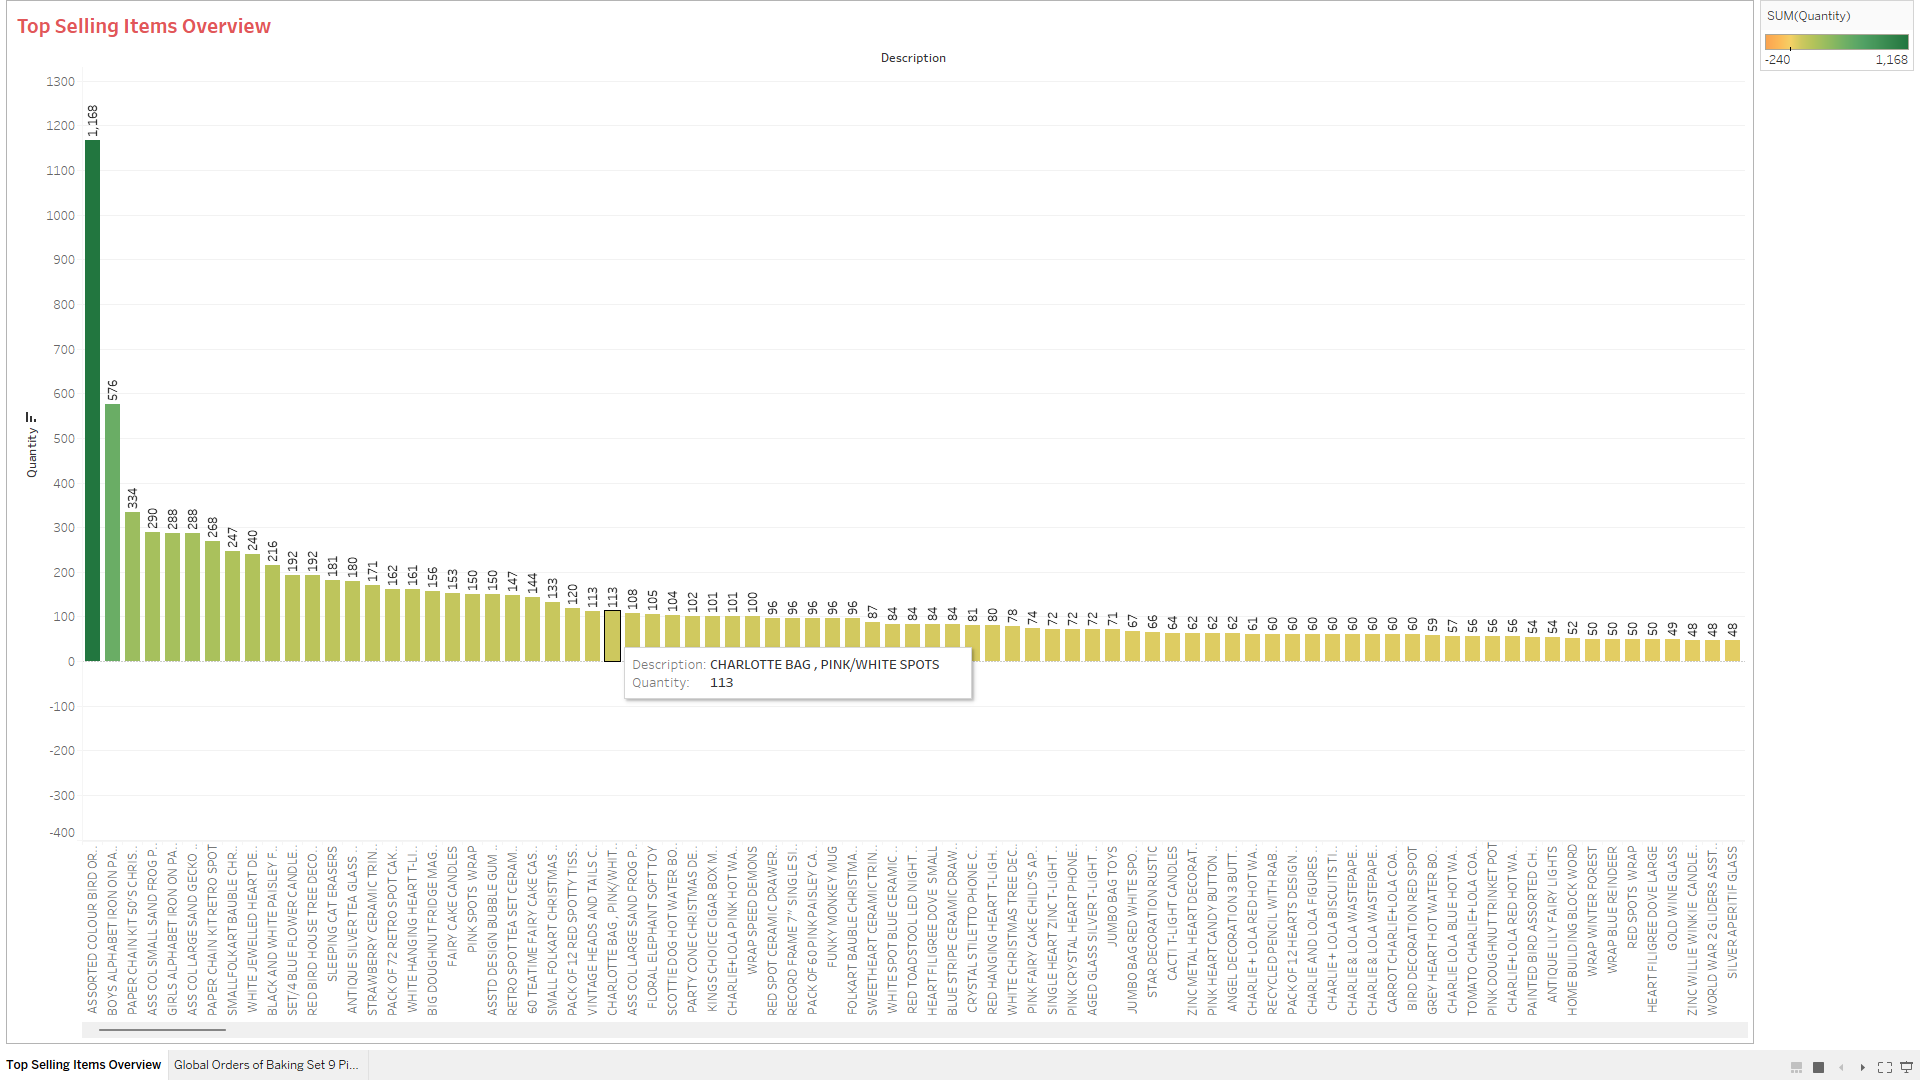 Top Selling Items Overview
SUM(Quantity)
-240
1,168
Description
Quantity
1300
1200
1100
1000
900
800
700
600
500
400
300
200
100
0
-100
-200
-300
-400
1,168
576
334
290
288
288
268
247
240
216
192
192
181
180
171
162
161
156
153
150
150
147
144
133
120
113
113
108
105
104
102
101
101
100
96
96
96
96
96
87
84
84
84
84
81
80
78
74
72
72
72
71
67
66
64
62
62
62
61
60
60
60
60
60
60
60
60
59
57
56
56
56
54
54
52
50
50
50
50
49
48
48
48
Description: CHARLOTTE BAG , PINK/WHITE SPOTS
Quantity: 113
ASSORTED COLOUR BIRD OR..
BOYS ALPHABET IRON ON PA..
PAPER CHAIN KIT 50'S CHRIS..
ASS COL SMALL SAND FROG P..
GIRLS ALPHABET IRON ON PA..
ASS COL LARGE SAND GECKO ..
PAPER CHAIN KIT RETRO SPOT
SMALLFOLKART BAUBLE CHR..
WHITE JEWELLED HEART DE..
BLACK AND WHITE PAISLEY F..
SET/4 BLUE FLOWER CANDLE..
RED BIRD HOUSE TREE DECO..
SLEEPING CAT ERASERS
ANTIQUE SILVER TEA GLASS ..
STRAWBERRY CERAMIC TRIN..
PACK OF 72 RETRO SPOT CAK..
WHITE HANGING HEART T-LI..
BIG DOUGHNUT FRIDGE MAG..
FAIRY CAKE CANDLES
PINK SPOTS  WRAP
ASSTD DESIGN BUBBLE GUM ..
RETRO SPOT TEA SET CERAM..
60 TEATIME FAIRY CAKE CAS..
SMALL FOLKART CHRISTMAS ..
PACK OF 12 RED SPOTTY TISS..
VINTAGE HEADS AND TAILS C..
CHARLOTTE BAG , PINK/WHIT..
ASS COL LARGE SAND FROG P..
FLORAL ELEPHANT SOFT TOY
SCOTTIE DOG HOT WATER BO..
PARTY CONE CHRISTMAS DE..
KINGS CHOICE CIGAR BOX M..
CHARLIE+LOLA PINK HOT WA..
WRAP SPEED DEMONS
RED SPOT CERAMIC DRAWER..
RECORD FRAME 7" SINGLE SI..
PACK OF 60 PINK PAISLEY CA..
FUNKY MONKEY MUG
FOLKART BAUBLE CHRISTMA..
SWEETHEART CERAMIC TRIN..
WHITE SPOT BLUE CERAMIC ..
RED TOADSTOOL LED NIGHT ..
HEART FILIGREE DOVE  SMALL
BLUE STRIPE CERAMIC DRAW..
CRYSTAL STILETTO PHONE C..
RED HANGING HEART T-LIGH..
WHITE CHRISTMAS TREE DEC..
PINK FAIRY CAKE CHILD'S AP..
SINGLE HEART ZINC T-LIGHT ..
PINK CRYSTAL HEART PHONE..
AGED GLASS SILVER T-LIGHT ..
JUMBO BAG TOYS
JUMBO BAG RED WHITE SPO..
STAR DECORATION RUSTIC
CACTI T-LIGHT CANDLES
ZINC METAL HEART DECORAT..
PINK HEART CANDY BUTTON ..
ANGEL DECORATION 3 BUTT..
CHARLIE + LOLA RED HOT WA..
RECYCLED PENCIL WITH RAB..
PACK OF 12 HEARTS DESIGN ..
CHARLIE AND LOLA FIGURES ..
CHARLIE + LOLA BISCUITS TI..
CHARLIE & LOLA WASTEPAPE..
CHARLIE & LOLA WASTEPAPE..
CARROT CHARLIE+LOLA COA..
BIRD DECORATION RED SPOT
GREY HEART HOT WATER BO..
CHARLIE LOLA BLUE HOT WA..
TOMATO CHARLIE+LOLA COA..
PINK DOUGHNUT TRINKET POT
CHARLIE+LOLA RED HOT WA..
PAINTED BIRD ASSORTED CH..
ANTIQUE LILY FAIRY LIGHTS
HOME BUILDING BLOCK WORD
WRAP WINTER FOREST
WRAP BLUE REINDEER
RED SPOTS  WRAP
HEART FILIGREE DOVE LARGE
GOLD WINE GLASS
ZINC WILLIE WINKIE CANDLE..
WORLD WAR 2 GLIDERS ASST..
SILVER APERITIF GLASS
Top Selling Items Overview
Global Orders of Baking Set 9 Pi...